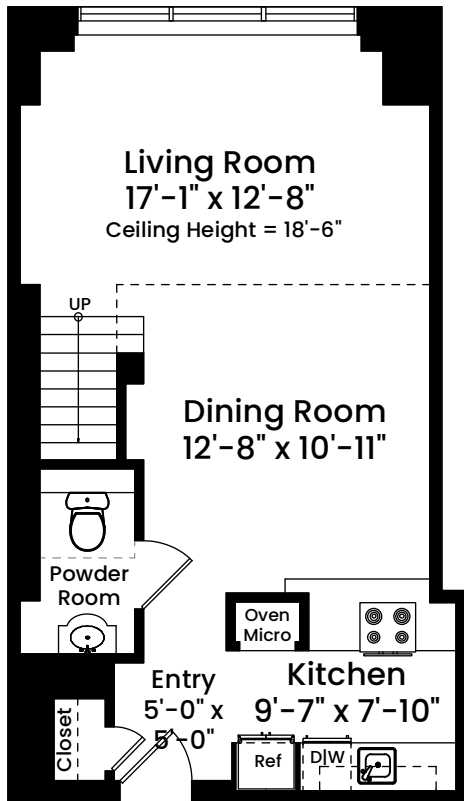 Living Room
17'-1" x 12'-8"
Ceiling Height = 18'-6"
UP
Dining Room
12'-8" x 10'-11"
Powder
Room
Oven
Micro
Entry
5'-0" x
5'-0"
Kitchen
9'-7" x 7'-10"
Closet
Ref
D|W